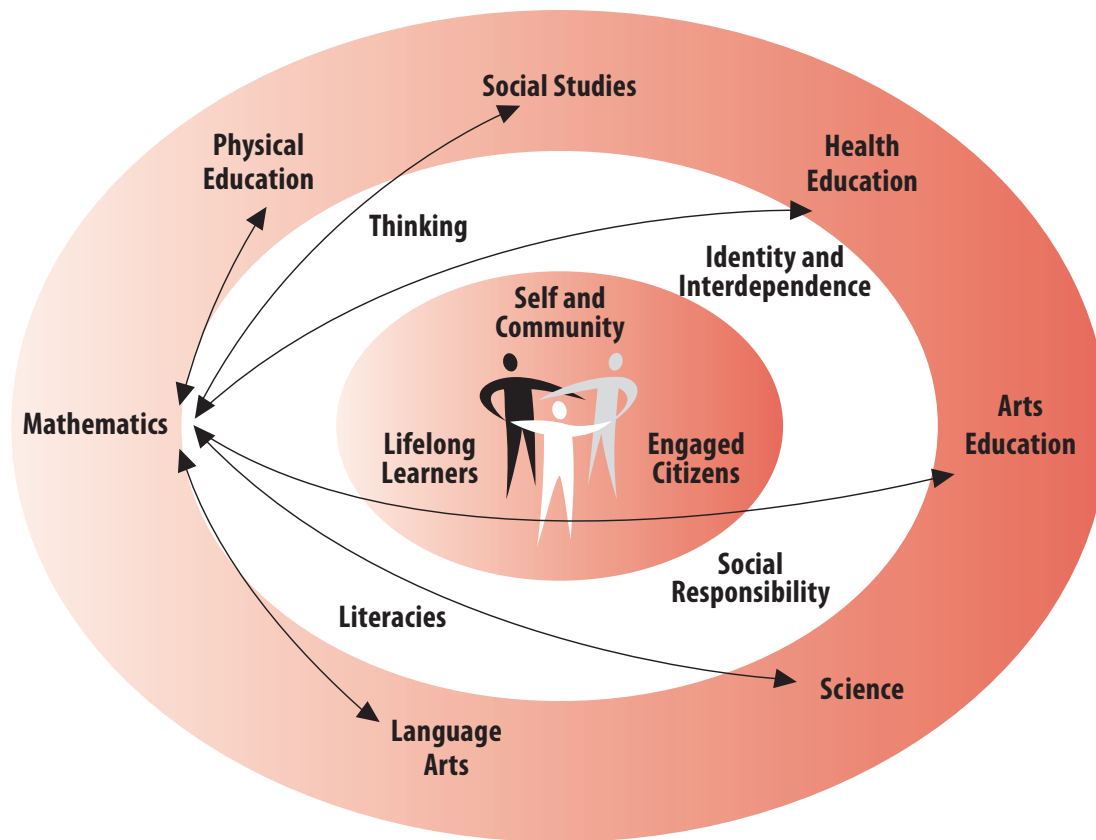 Social Studies
Physical
Education
Health
Education
Thinking
Identity and
Interdependence
Self and
Community
Mathematics
Lifelong
Learners
Engaged
Citizens
Arts
Education
Social
Responsibility
Literacies
Science
Language
Arts